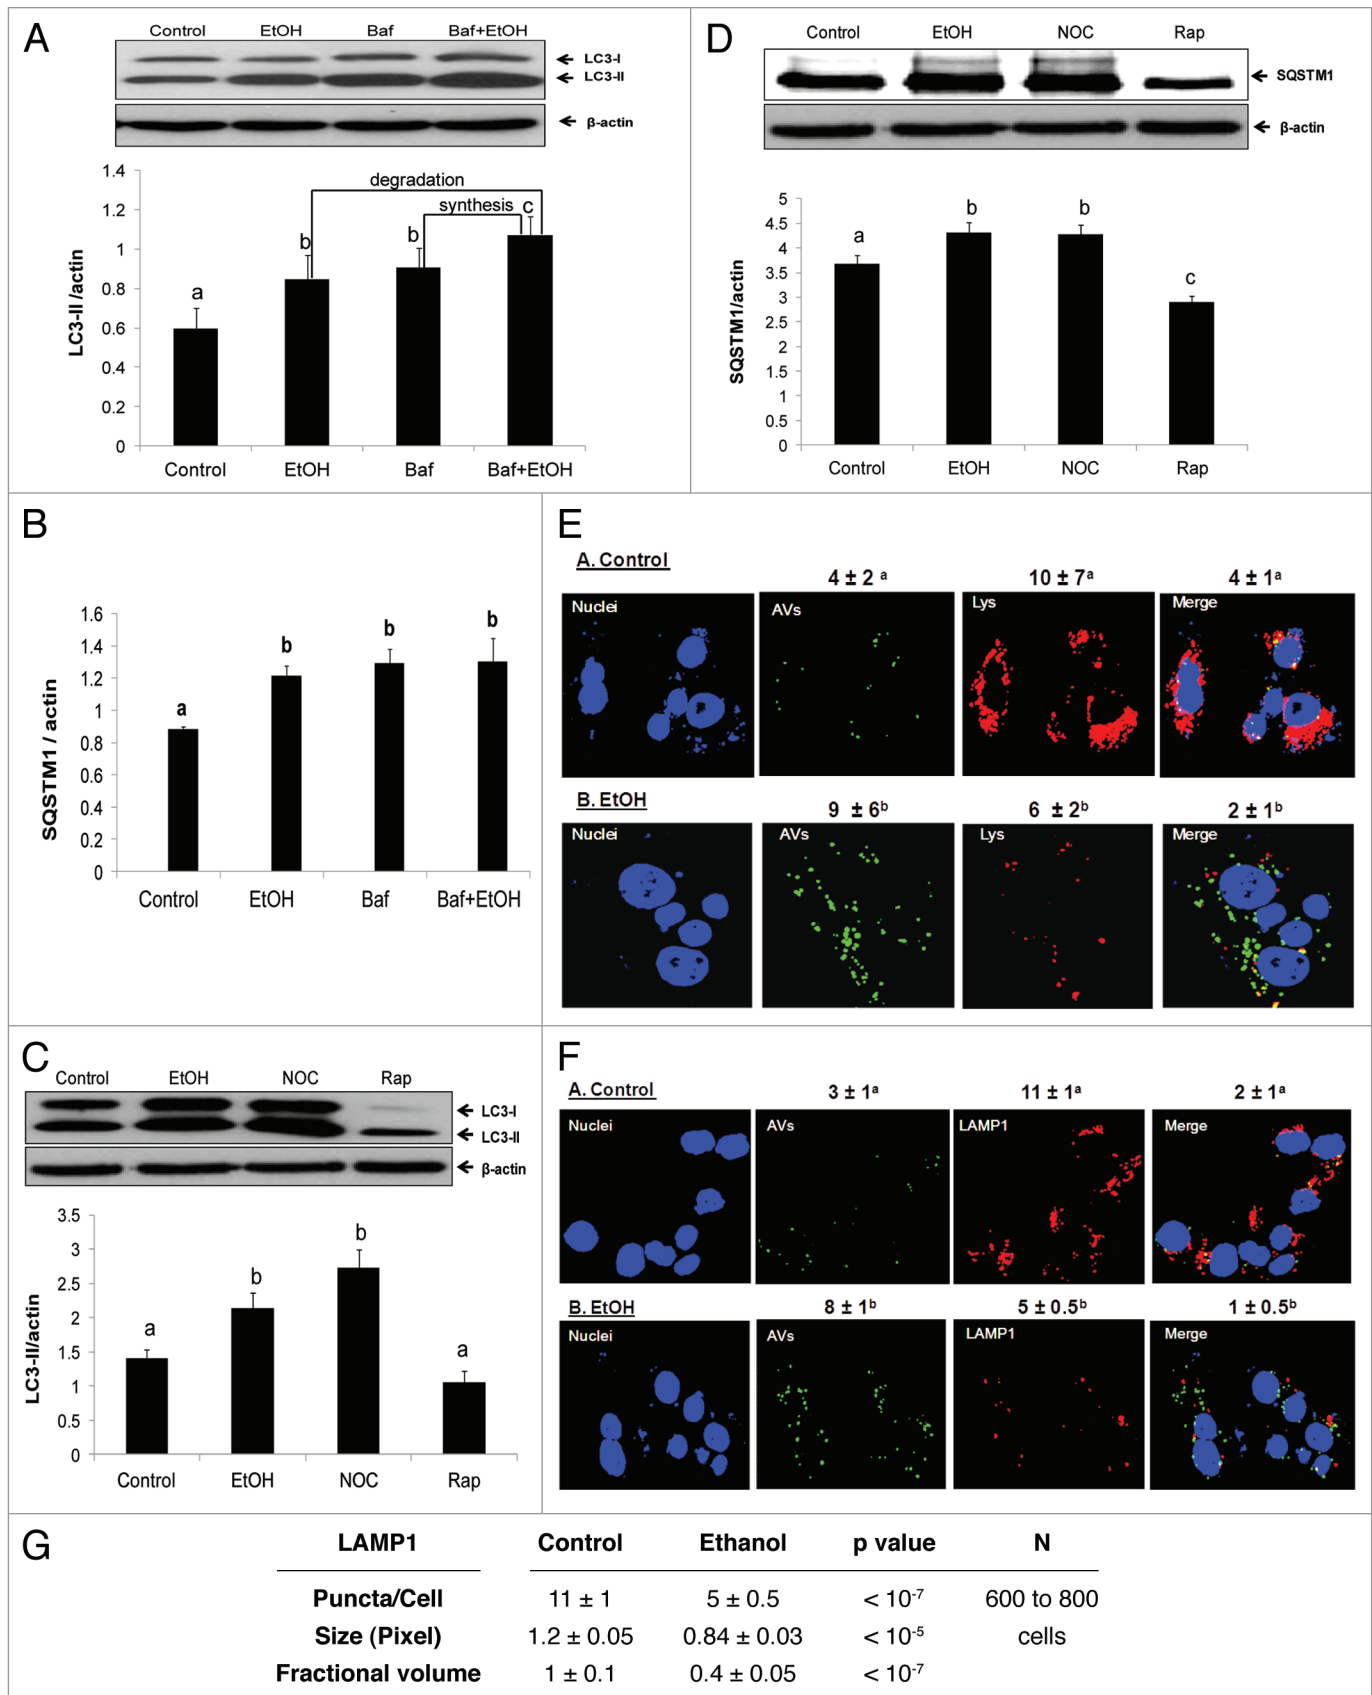 A
Control EtOH Baf Baf+EtOH
LC3-I
LC3-II
β-actin
1.4
1.2
1
0.8
0.6
0.4
0.2
0
LC3-II /actin
degradation
synthesis
a b b c
Control EtOH Baf Baf+EtOH
D
Control EtOH NOC Rap
SQSTM1
β-actin
5
4.5
4
3.5
3
2.5
2
1.5
1
0.5
0
SQSTM1/actin
a b b c
Control EtOH NOC Rap
B
1.6
1.4
1.2
1
0.8
0.6
0.4
0.2
0
SQSTM1 / actin
a b b b
Control EtOH Baf Baf+EtOH
E
A. Control
4 ± 2 a 10 ± 7a 4 ± 1a
Nuclei AVs Lys Merge
B. EtOH
9 ± 6b 6 ± 2b 2 ± 1b
Nuclei AVs Lys Merge
C
Control EtOH NOC Rap
LC3-I
LC3-II
β-actin
3.5
3
2.5
2
1.5
1
0.5
0
LC3-II/actin
a b b a
Control EtOH NOC Rap
F
A. Control 3 ± 1a 11 ± 1a 2 ± 1a
Nuclei AVs LAMP1 Merge
B. EtOH 8 ± 1b 5 ± 0.5b 1 ± 0.5b
Nuclei AVs LAMP1 Merge
G
LAMP1 Control Ethanol p value N
Puncta/Cell 11 ± 1 5 ± 0.5 < 10-7 600 to 800
Size (Pixel) 1.2 ± 0.05 0.84 ± 0.03 < 10-5 cells
Fractional volume 1 ± 0.1 0.4 ± 0.05 < 10-7